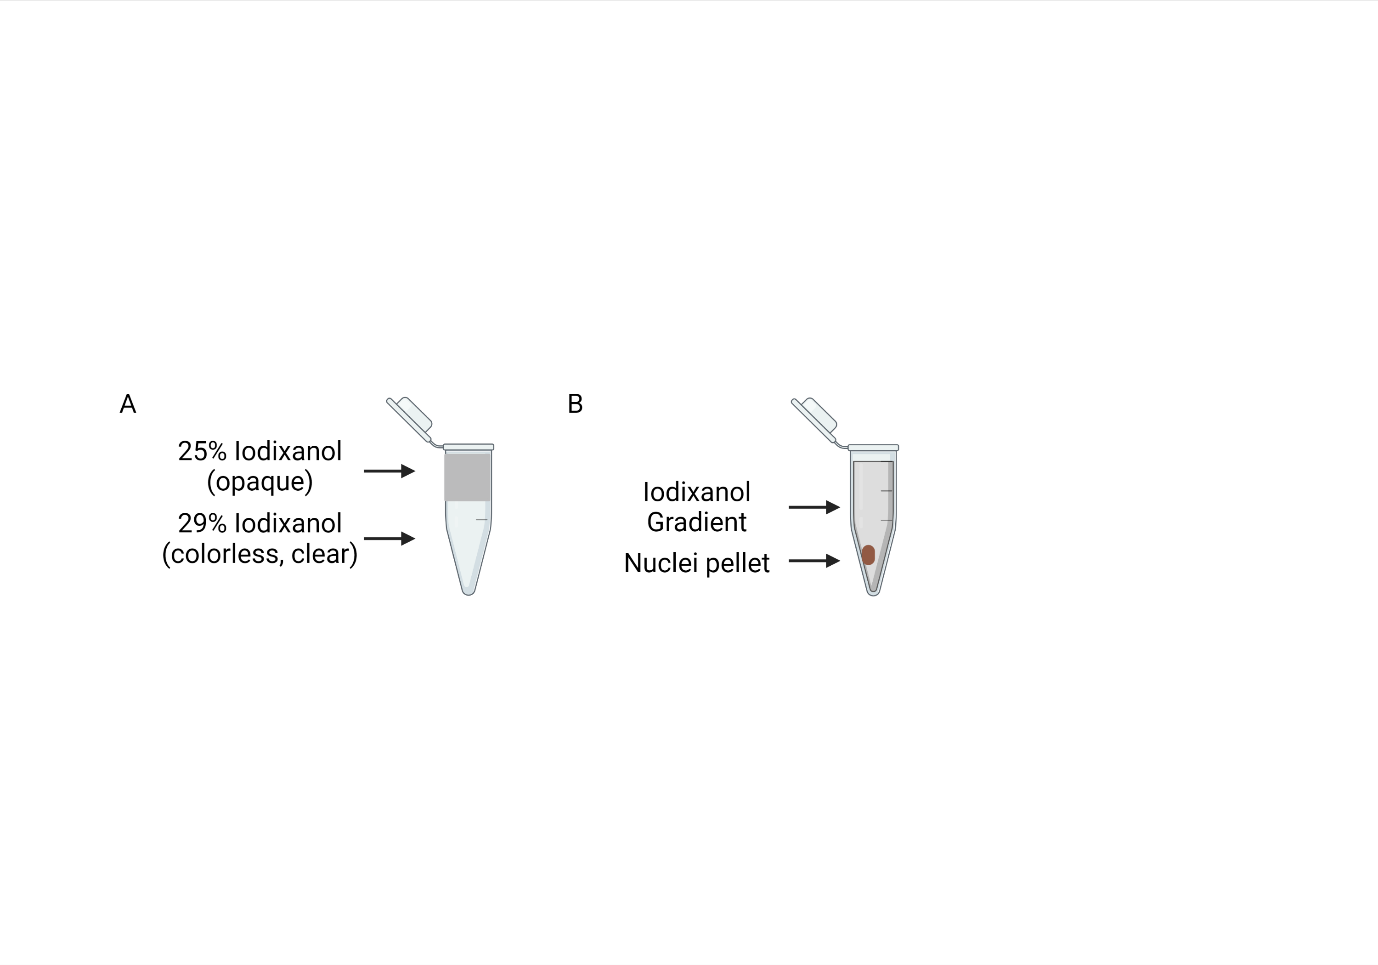 A
25% Iodixanol
(opaque)
29% Iodixanol
(colorless, clear)
B
Iodixanol
Gradient
Nuclei pellet